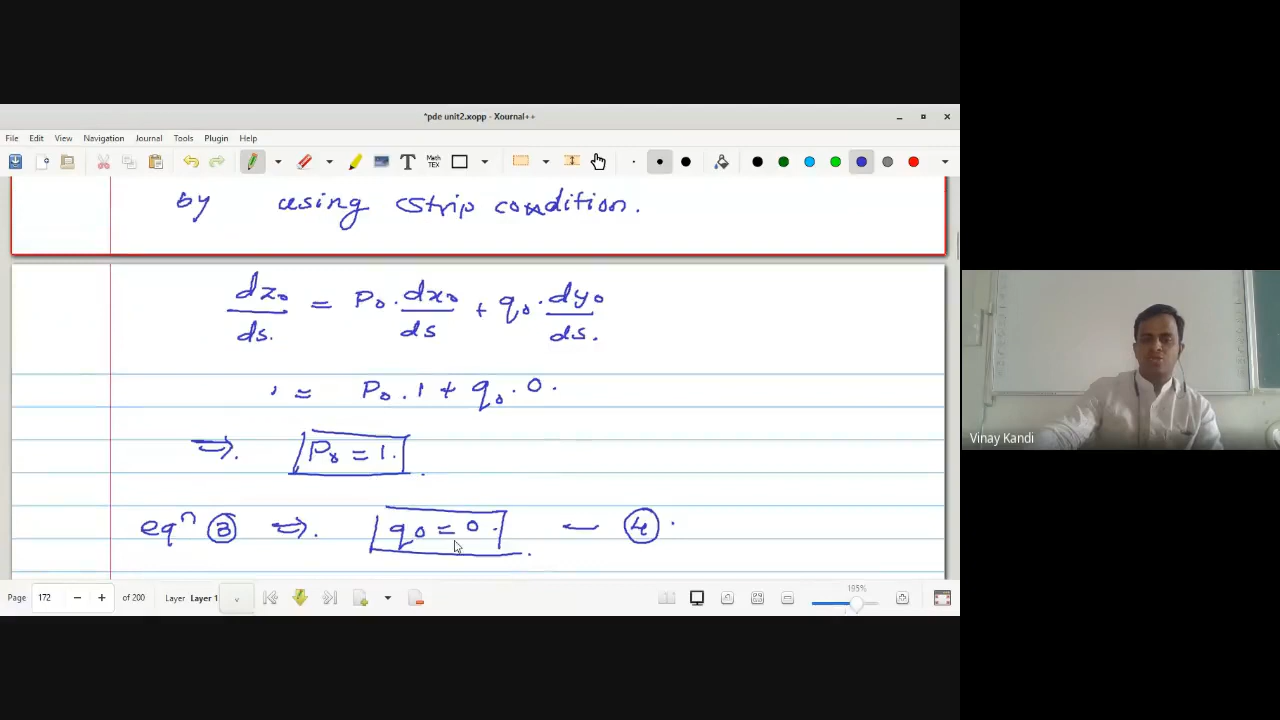 *pde unit2.xopp - Xournal++
File Edit View Navigation Journal Tools Plugin Help
by using strip condition.
dz₀/ds. = P₀. dx₀/ds + q₀. dy₀/ds.
1 = P₀ . 1 + q₀ . 0.
⇒. P₀ = 1.
eqⁿ ③ ⇒. q₀ = 0. — ④.
Vinay Kandi
Page 172 of 200 Layer Layer 1 195%